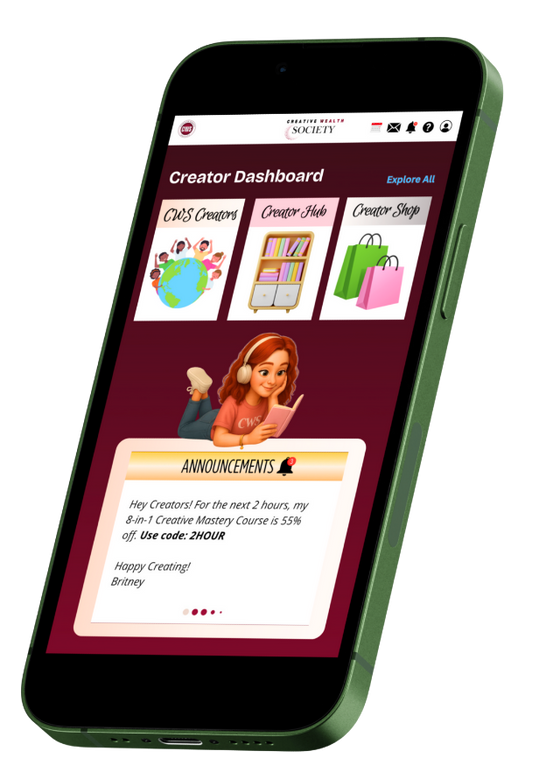 CWS
CREATIVE WEALTH
SOCIETY
Creator Dashboard
Explore All
CWS Creators
Creator Hub
Creator Shop
CWS
ANNOUNCEMENTS
Hey Creators! For the next 2 hours, my
8-in-1 Creative Mastery Course is 55%
off. Use code: 2HOUR
Happy Creating!
Britney